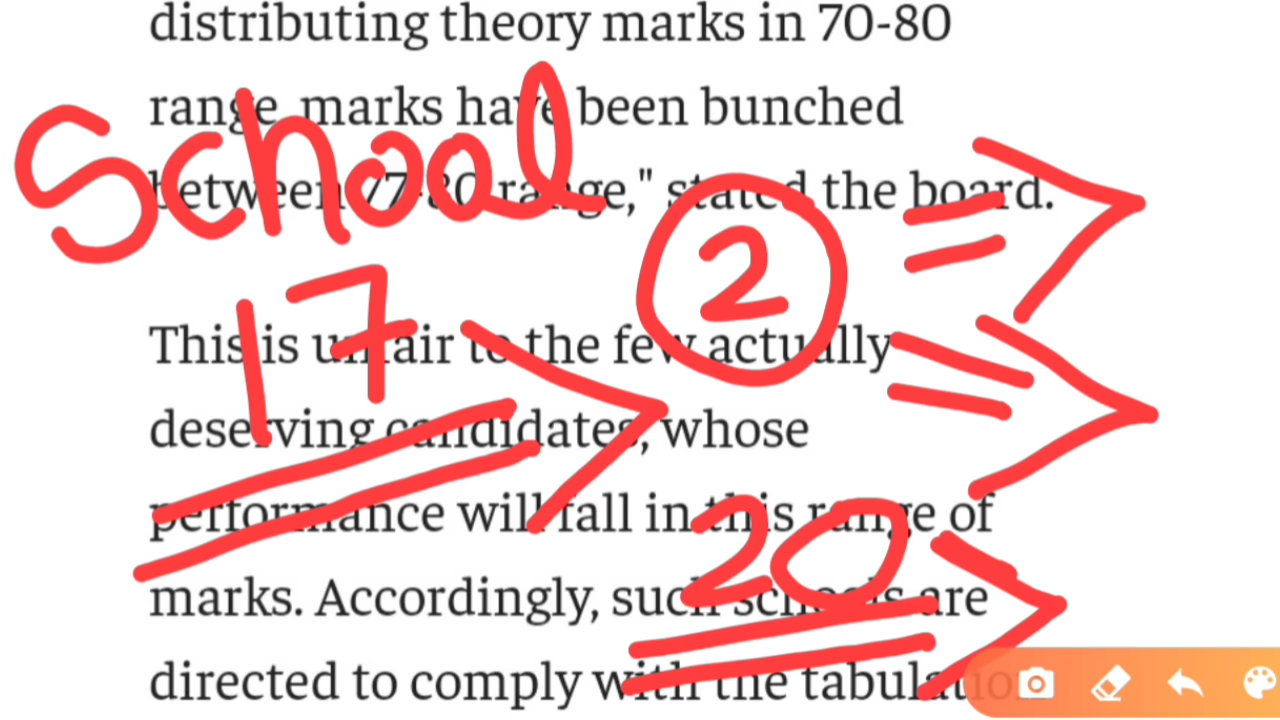 distributing theory marks in 70-80
range, marks have been bunched
between 77-80 range," stated the board.
School
2
17
This is unfair to the few actually
deserving candidates, whose
performance will fall in this range of
20
marks. Accordingly, such schools are
directed to comply with the tabulation